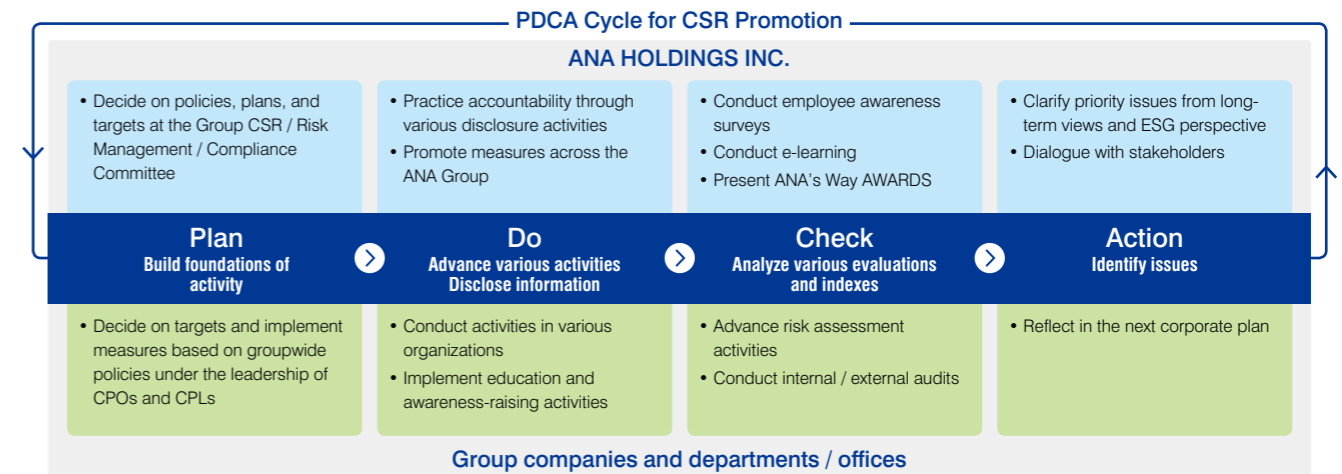 PDCA Cycle for CSR Promotion
ANA HOLDINGS INC.
• Decide on policies, plans, and
targets at the Group CSR / Risk
Management / Compliance
Committee
• Practice accountability through
various disclosure activities
• Promote measures across the
ANA Group
• Conduct employee awareness
surveys
• Conduct e-learning
• Present ANA's Way AWARDS
• Clarify priority issues from long-
term views and ESG perspective
• Dialogue with stakeholders
Plan
Build foundations of
activity
Do
Advance various activities
Disclose information
Check
Analyze various evaluations
and indexes
Action
Identify issues
• Decide on targets and implement
measures based on groupwide
policies under the leadership of
CPOs and CPLs
• Conduct activities in various
organizations
• Implement education and
awareness-raising activities
• Advance risk assessment
activities
• Conduct internal / external audits
• Reflect in the next corporate plan
Group companies and departments / offices